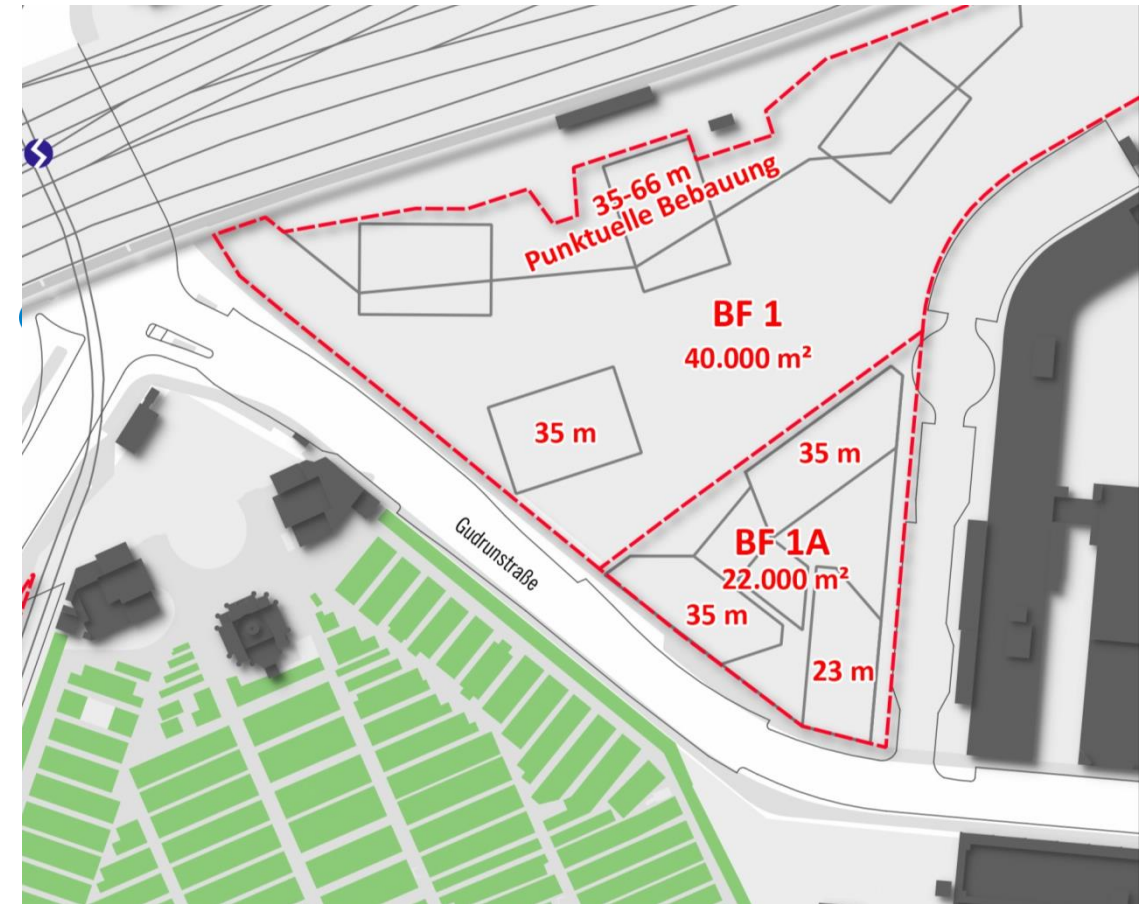 35-66 m
Punktuelle Bebauung
BF 1
40.000 m²
35 m
35 m
BF 1A
22.000 m²
35 m
23 m
Gudrunstraße